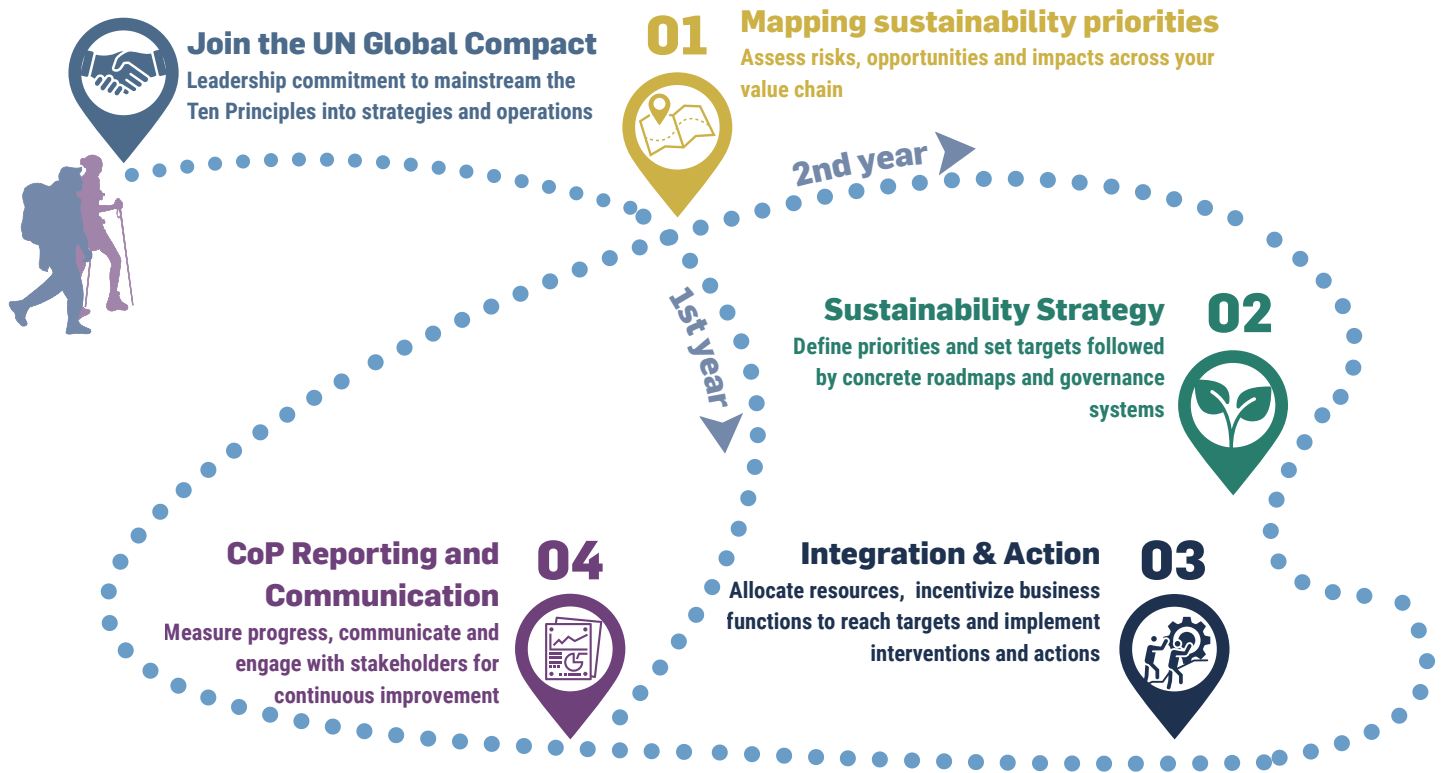 Join the UN Global Compact
Leadership commitment to mainstream the
Ten Principles into strategies and operations
01
Mapping sustainability priorities
Assess risks, opportunities and impacts across your
value chain
2nd year
1st year
Sustainability Strategy
02
Define priorities and set targets followed
by concrete roadmaps and governance
systems
CoP Reporting and
Communication
04
Measure progress, communicate and
engage with stakeholders for
continuous improvement
Integration & Action
03
Allocate resources,  incentivize business
functions to reach targets and implement
interventions and actions